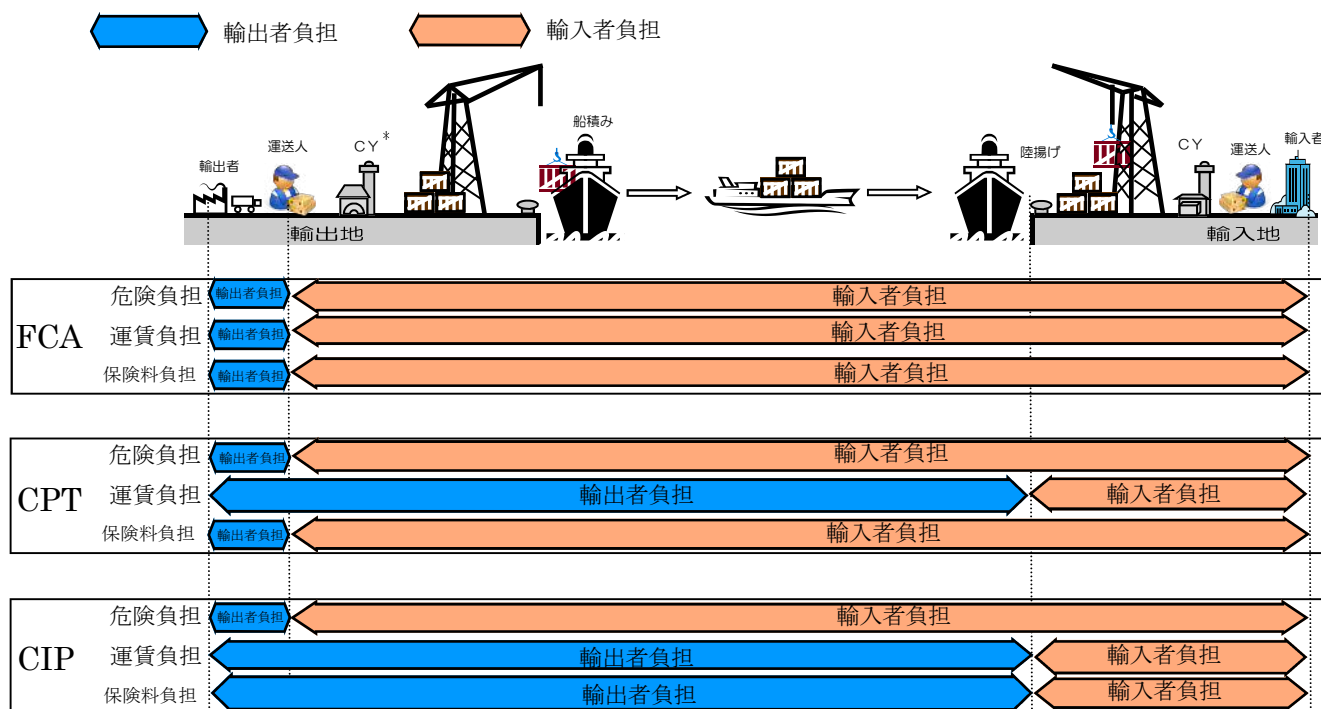 輸出者負担
輸入者負担
輸出者
運送人
CY*
船積み
陸揚げ
CY
運送人
輸入者
輸出地
輸入地
FCA
危険負担 輸出者負担 輸入者負担
運賃負担 輸出者負担 輸入者負担
保険料負担 輸出者負担 輸入者負担
CPT
危険負担 輸出者負担 輸入者負担
運賃負担 輸出者負担 輸入者負担
保険料負担 輸出者負担 輸入者負担
CIP
危険負担 輸出者負担 輸入者負担
運賃負担 輸出者負担 輸入者負担
保険料負担 輸出者負担 輸入者負担